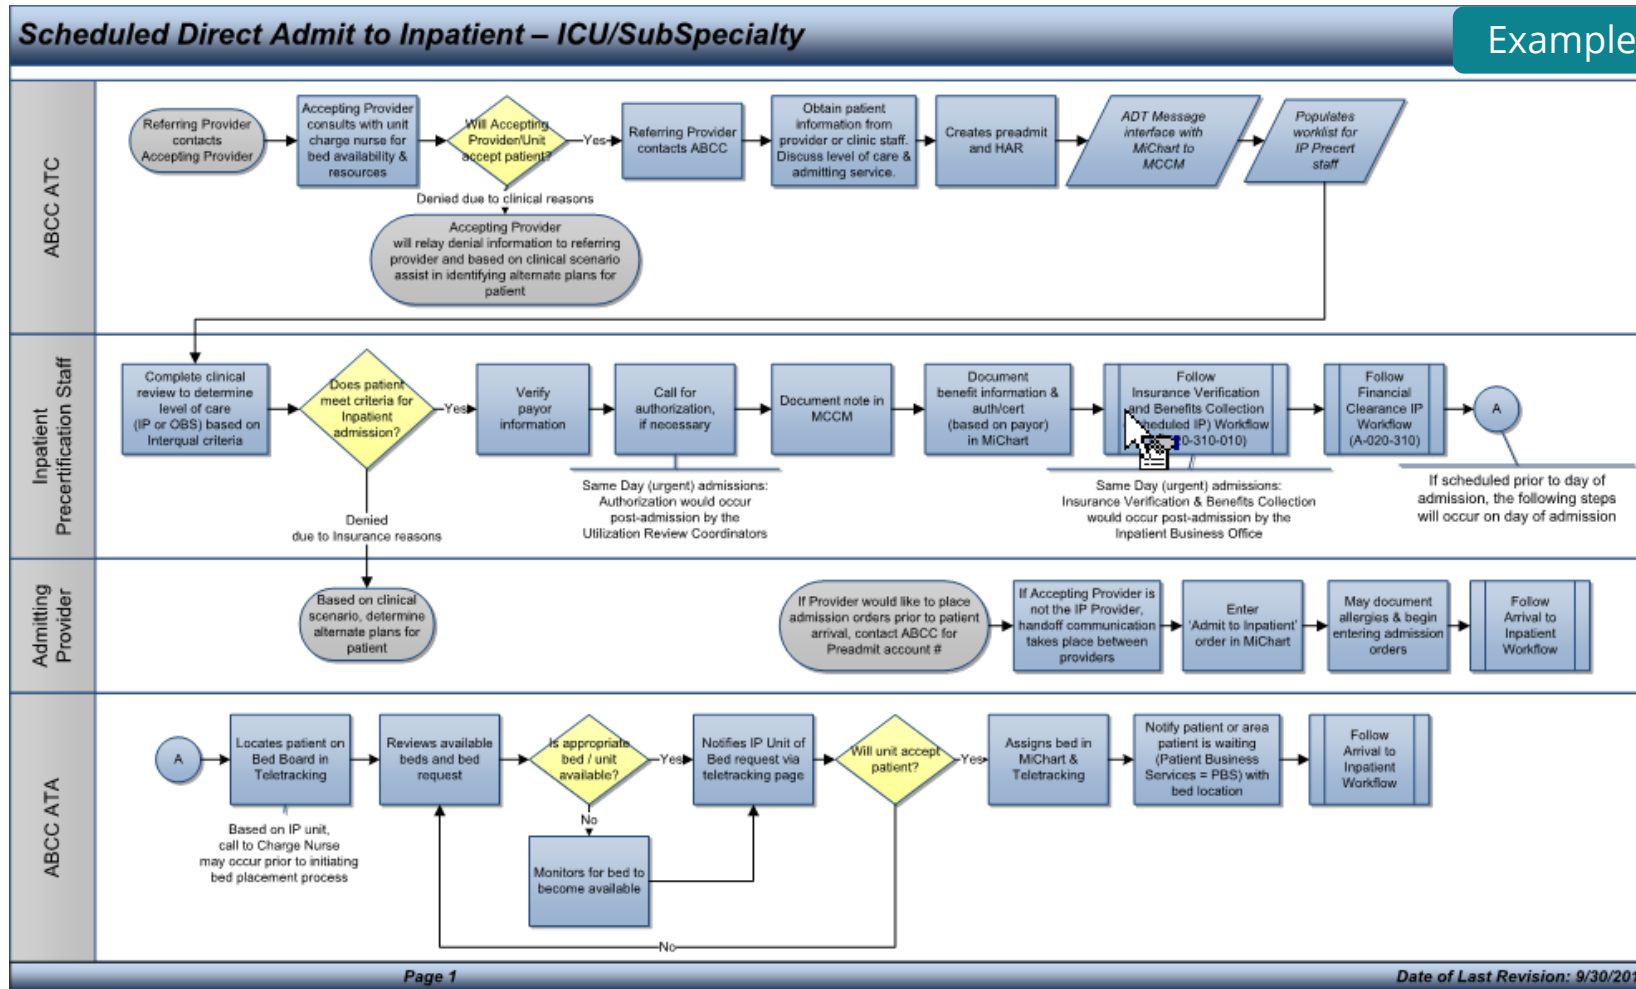 Scheduled Direct Admit to Inpatient – ICU/SubSpecialty
Example
ABCC ATC
Referring Provider
contacts
Accepting Provider
Accepting Provider
consults with unit
charge nurse for
bed availability &
resources
Will Accepting
Provider/Unit
accept patient?
Yes
Referring Provider
contacts ABCC
Obtain patient
information from
provider or clinic staff.
Discuss level of care &
admitting service.
Creates preadmit
and HAR
ADT Message
interface with
MiChart to
MCCM
Populates
worklist for
IP Precert
staff
Denied due to clinical reasons
Accepting Provider
will relay denial information to referring
provider and based on clinical scenario
assist in identifying alternate plans for
patient
Inpatient
Precertification Staff
Complete clinical
review to determine
level of care
(IP or OBS) based on
Interqual criteria
Does patient
meet criteria for
Inpatient
admission?
Yes
Verify
payor
information
Call for
authorization,
if necessary
Document note in
MCCM
Document
benefit information &
auth/cert
(based on payor)
in MiChart
Follow
Insurance Verification
and Benefits Collection
cheduled IP) Workflow
0-310-010)
Follow
Financial
Clearance IP
Workflow
(A-020-310)
A
Same Day (urgent) admissions:
Authorization would occur
post-admission by the
Utilization Review Coordinators
Same Day (urgent) admissions:
Insurance Verification & Benefits Collection
would occur post-admission by the
Inpatient Business Office
If scheduled prior to day of
admission, the following steps
will occur on day of admission
Denied
due to Insurance reasons
Admitting
Provider
Based on clinical
scenario, determine
alternate plans for
patient
If Provider would like to place
admission orders prior to patient
arrival, contact ABCC for
Preadmit account #
If Accepting Provider is
not the IP Provider,
handoff communication
takes place between
providers
Enter
'Admit to Inpatient'
order in MiChart
May document
allergies & begin
entering admission
orders
Follow
Arrival to
Inpatient
Workflow
ABCC ATA
A
Locates patient on
Bed Board in
Teletracking
Reviews available
beds and bed
request
Is appropriate
bed / unit
available?
Yes
Notifies IP Unit of
Bed request via
teletracking page
Will unit accept
patient?
Yes
Assigns bed in
MiChart &
Teletracking
Notify patient or area
patient is waiting
(Patient Business
Services = PBS) with
bed location
Follow
Arrival to
Inpatient
Workflow
Based on IP unit,
call to Charge Nurse
may occur prior to initiating
bed placement process
No
Monitors for bed to
become available
No
Page 1
Date of Last Revision: 9/30/201